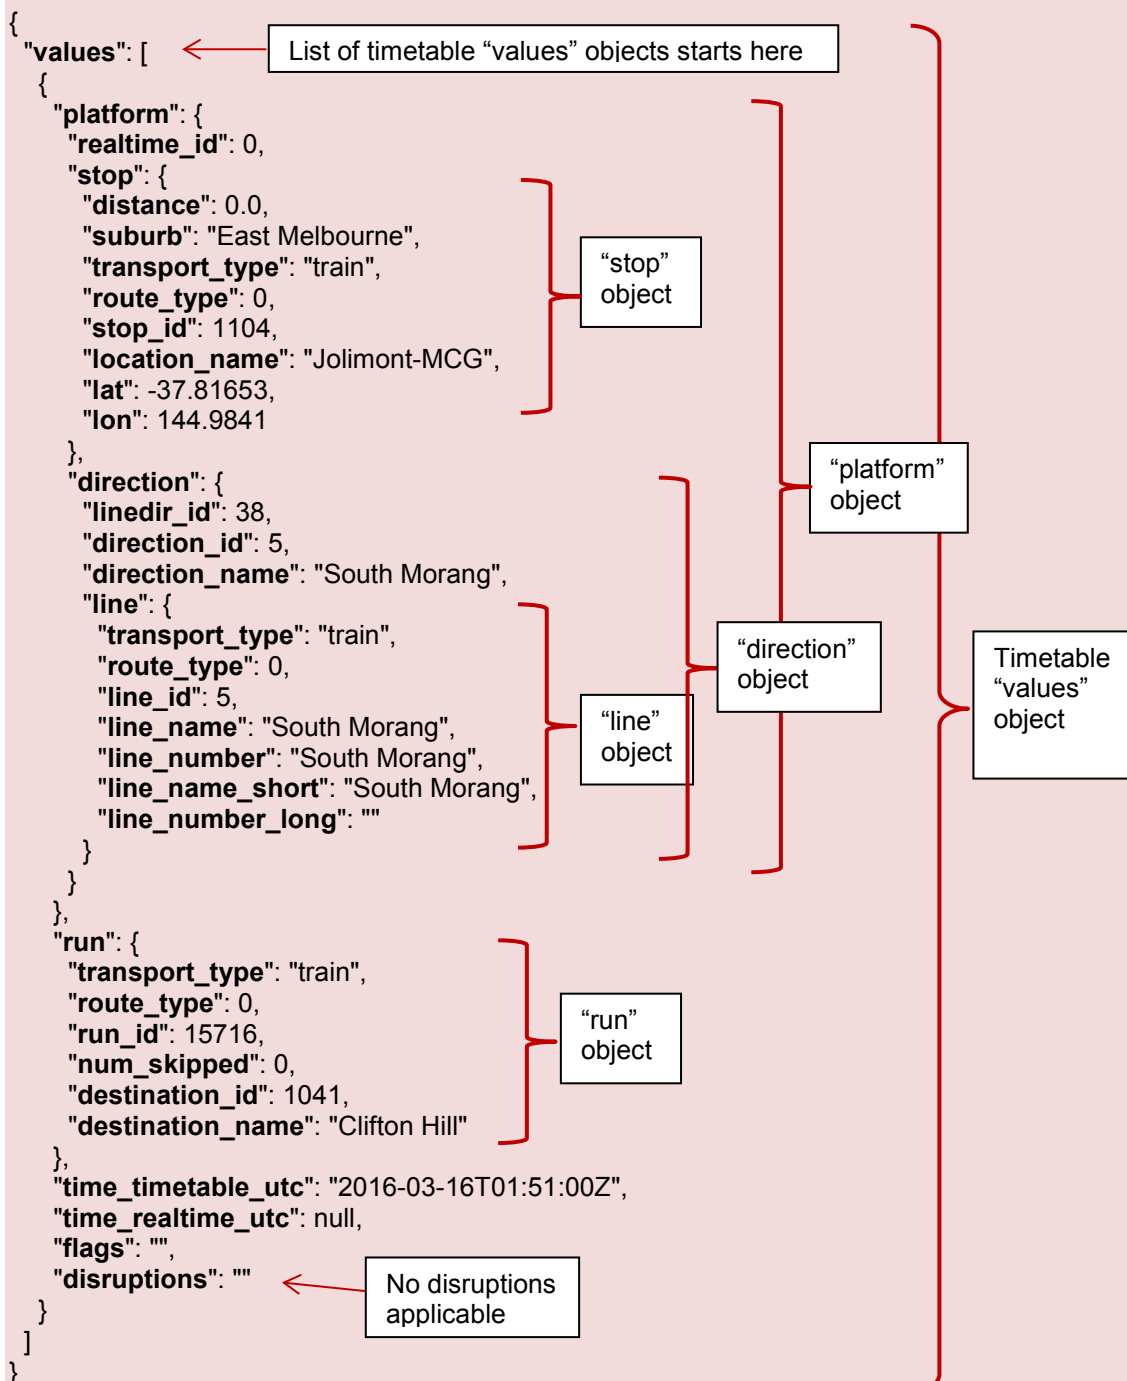 {
"values": [
List of timetable “values” objects starts here
{
"platform": {
"realtime_id": 0,
"stop": {
"distance": 0.0,
"suburb": "East Melbourne",
"transport_type": "train",
"route_type": 0,
"stop_id": 1104,
"location_name": "Jolimont-MCG",
"lat": -37.81653,
"lon": 144.9841
“stop”
object
},
"direction": {
"linedir_id": 38,
"direction_id": 5,
"direction_name": "South Morang",
"line": {
"transport_type": "train",
"route_type": 0,
"line_id": 5,
"line_name": "South Morang",
"line_number": "South Morang",
"line_name_short": "South Morang",
"line_number_long": ""
}
}
},
“line”
object
“direction”
object
“platform”
object
Timetable
“values”
object
"run": {
"transport_type": "train",
"route_type": 0,
"run_id": 15716,
"num_skipped": 0,
"destination_id": 1041,
"destination_name": "Clifton Hill"
},
“run”
object
"time_timetable_utc": "2016-03-16T01:51:00Z",
"time_realtime_utc": null,
"flags": "",
"disruptions": ""
No disruptions
applicable
}
]
}